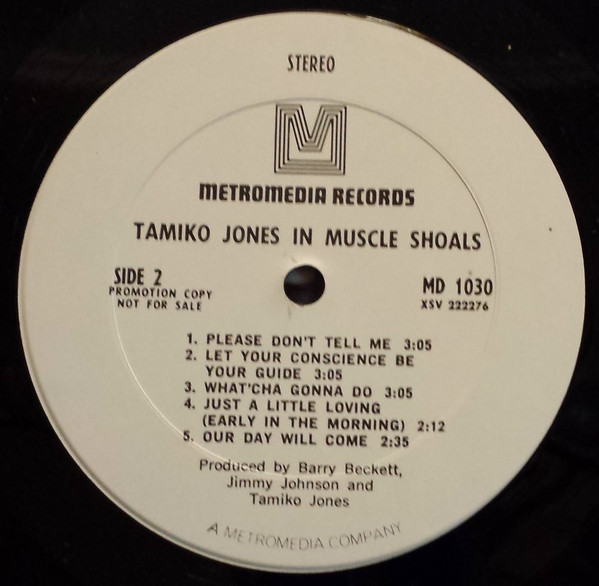 STEREO
METROMEDIA RECORDS
TAMIKO JONES IN MUSCLE SHOALS
SIDE 2
PROMOTION COPY
NOT FOR SALE
MD 1030
XSV 222276
1. PLEASE DON'T TELL ME 3:05
2. LET YOUR CONSCIENCE BE
YOUR GUIDE 3:05
3. WHAT'CHA GONNA DO 3:05
4. JUST A LITTLE LOVING
(EARLY IN THE MORNING) 2:12
5. OUR DAY WILL COME 2:35
Produced by Barry Beckett,
Jimmy Johnson and
Tamiko Jones
A METROMEDIA COMPANY